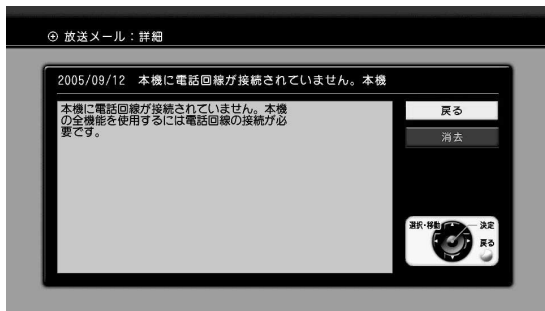 放送メール：詳細
2005/09/12 本機に電話回線が接続されていません。本機
本機に電話回線が接続されていません。本機
の全機能を使用するには電話回線の接続が必
要です。
戻る
消去
選択・移動
決定
戻る